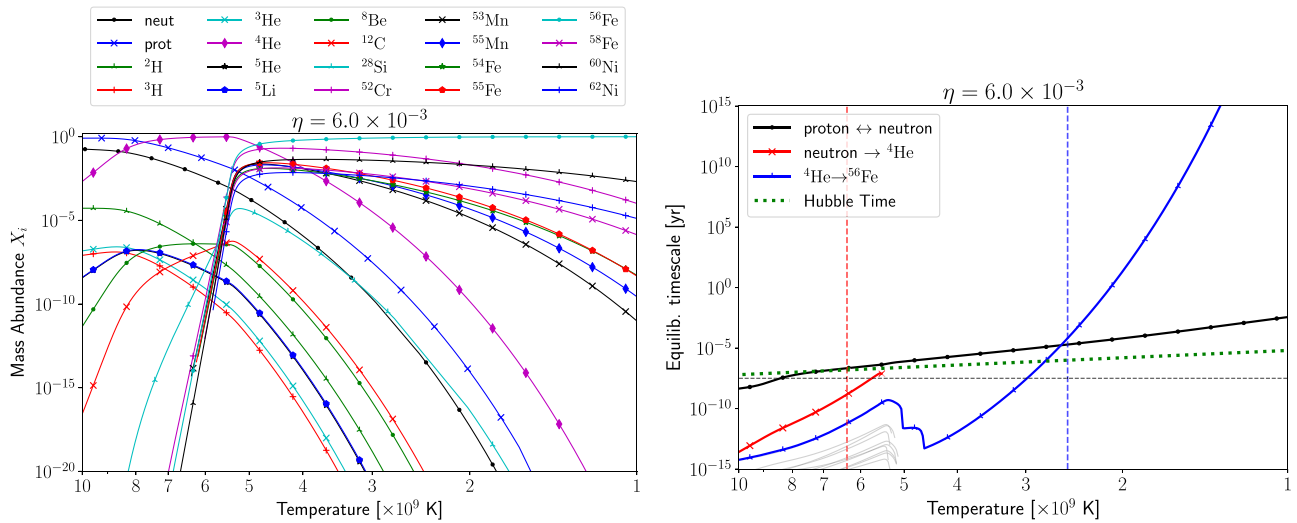 neut
prot
²H
³H
³He
⁴He
⁵He
⁵Li
⁸Be
¹²C
²⁸Si
⁵²Cr
⁵³Mn
⁵⁵Mn
⁵⁴Fe
⁵⁵Fe
⁵⁶Fe
⁵⁸Fe
⁶⁰Ni
⁶²Ni
η = 6.0 × 10⁻³
Mass Abundance Xᵢ
10⁰
10⁻⁵
10⁻¹⁰
10⁻¹⁵
10⁻²⁰
10 8 7 6 5 4 3 2 1
Temperature [×10⁹ K]
η = 6.0 × 10⁻³
proton ↔ neutron
neutron → ⁴He
⁴He→⁵⁶Fe
Hubble Time
Equilib. timescale [yr]
10¹⁵
10¹⁰
10⁵
10⁰
10⁻⁵
10⁻¹⁰
10⁻¹⁵
10 8 7 6 5 4 3 2 1
Temperature [×10⁹ K]